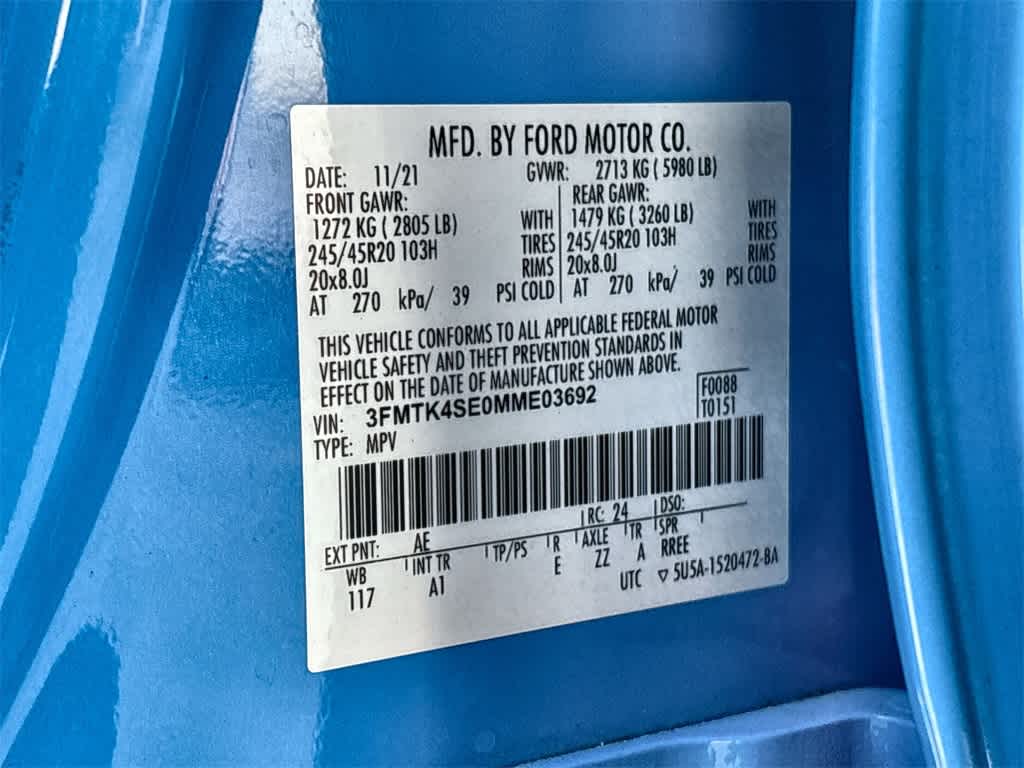 MFD. BY FORD MOTOR CO.
DATE: 11/21 GVWR: 2713 KG ( 5980 LB)
FRONT GAWR: REAR GAWR:
1272 KG ( 2805 LB) WITH 1479 KG ( 3260 LB) WITH
245/45R20 103H TIRES 245/45R20 103H TIRES
20x8.0J RIMS 20x8.0J RIMS
AT 270 kPa/ 39 PSI COLD AT 270 kPa/ 39 PSI COLD
THIS VEHICLE CONFORMS TO ALL APPLICABLE FEDERAL MOTOR
VEHICLE SAFETY AND THEFT PREVENTION STANDARDS IN
EFFECT ON THE DATE OF MANUFACTURE SHOWN ABOVE.
VIN: 3FMTK4SE0MME03692 F0088
TYPE: MPV T0151
EXT PNT: AE RC: 24 DSO:
WB INT TR TP/PS R AXLE TR SPR
117 A1 E ZZ A RREE
UTC ▽ 5U5A-1520472-BA